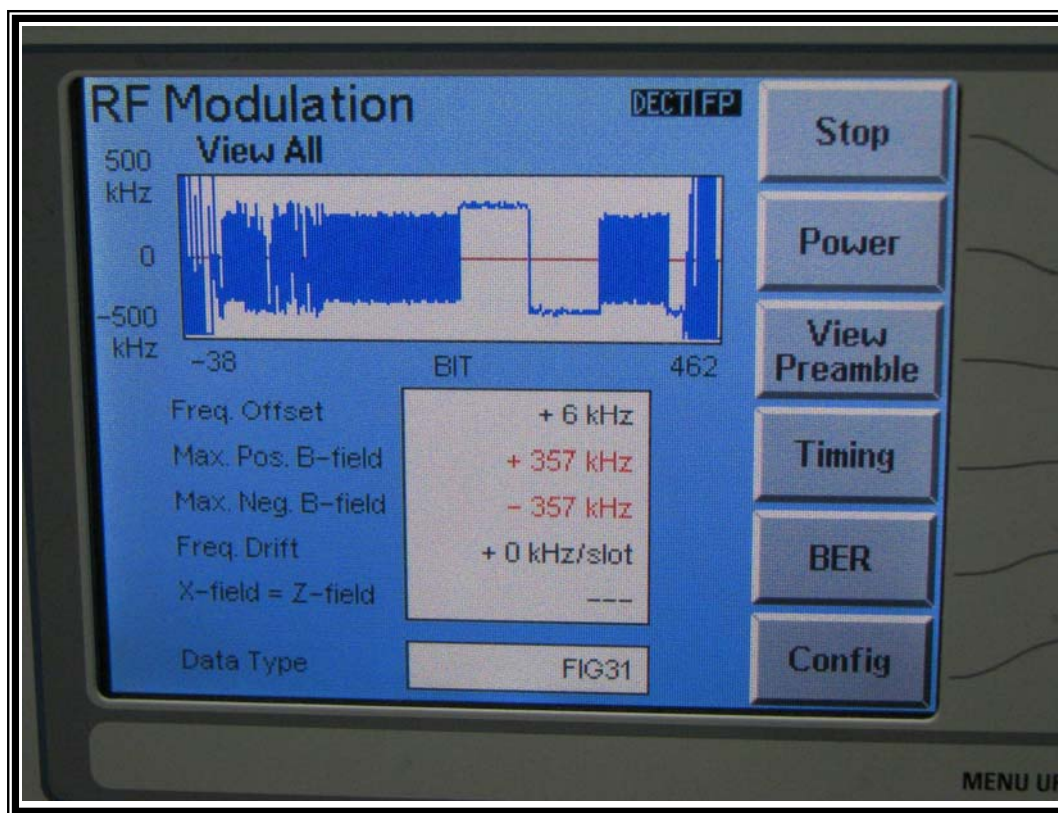 RF Modulation
DECT FP
View All
500
kHz
0
-500
kHz
-38
BIT
462
Freq. Offset
+ 6 kHz
Max. Pos. B-field
+ 357 kHz
Max. Neg. B-field
- 357 kHz
Freq. Drift
+ 0 kHz/slot
X-field = Z-field
---
Data Type
FIG31
Stop
Power
View
Preamble
Timing
BER
Config
MENU